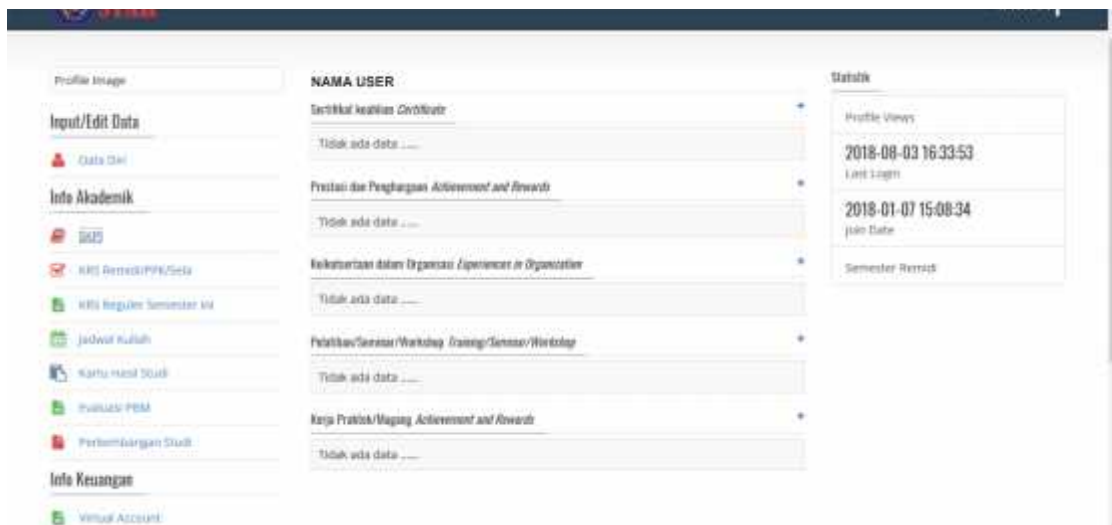 Profile Image
Input/Edit Data
Data Diri
Info Akademik
SKPI
KRS Remidi/PPK/Sela
KRS Reguler Semester ini
Jadwal Kuliah
Kartu Hasil Studi
Evaluasi PBM
Perkembangan Studi
Info Keuangan
Virtual Account
NAMA USER
Sertifikat keahlian Certificate
+
Tidak ada data .....
Prestasi dan Penghargaan Achievement and Rewards
+
Tidak ada data .....
Keikutsertaan dalam Organisasi Experiences in Organization
+
Tidak ada data .....
Pelatihan/Seminar/Workshop Training/Seminar/Workshop
+
Tidak ada data .....
Kerja Praktek/Magang Achievement and Rewards
+
Tidak ada data .....
Statistik
Profile Views
2018-08-03 16:33:53
Last Login
2018-01-07 15:08:34
Join Date
Semester Remidi